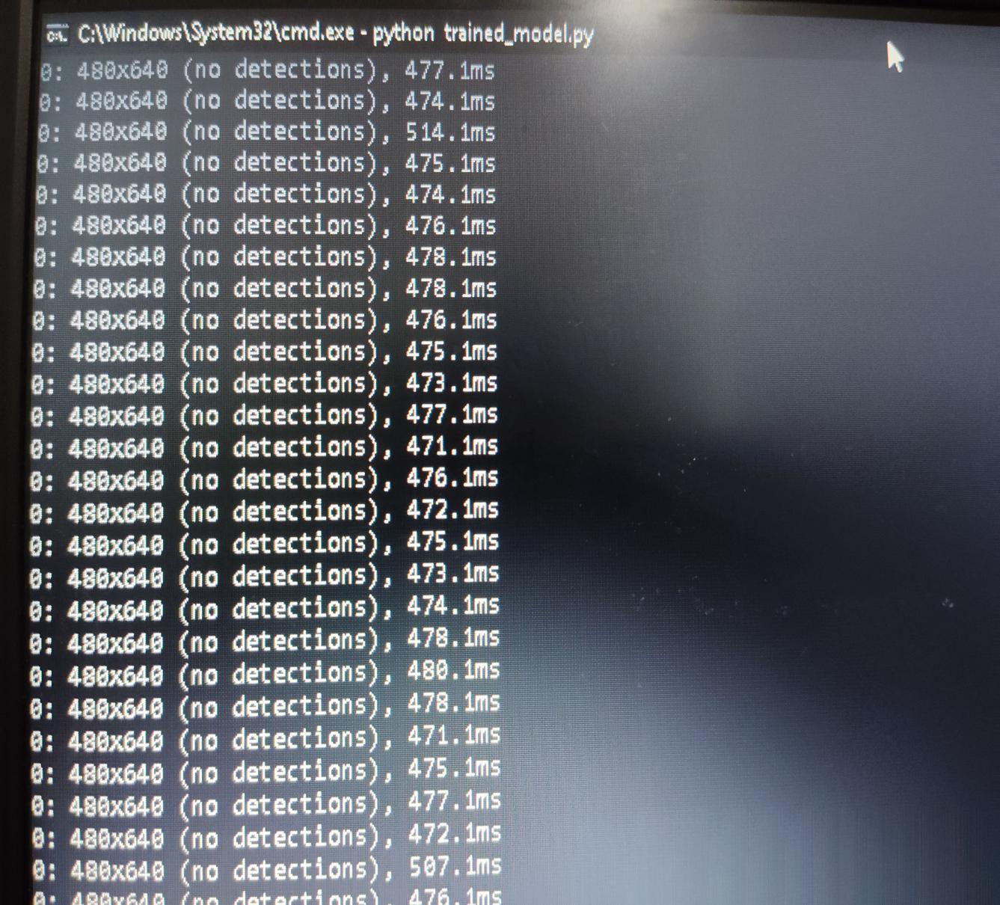 C:\Windows\System32\cmd.exe - python trained_model.py
0: 480x640 (no detections), 477.1ms
0: 480x640 (no detections), 474.1ms
0: 480x640 (no detections), 514.1ms
0: 480x640 (no detections), 475.1ms
0: 480x640 (no detections), 474.1ms
0: 480x640 (no detections), 476.1ms
0: 480x640 (no detections), 478.1ms
0: 480x640 (no detections), 478.1ms
0: 480x640 (no detections), 476.1ms
0: 480x640 (no detections), 475.1ms
0: 480x640 (no detections), 473.1ms
0: 480x640 (no detections), 477.1ms
0: 480x640 (no detections), 471.1ms
0: 480x640 (no detections), 476.1ms
0: 480x640 (no detections), 472.1ms
0: 480x640 (no detections), 475.1ms
0: 480x640 (no detections), 473.1ms
0: 480x640 (no detections), 474.1ms
0: 480x640 (no detections), 478.1ms
0: 480x640 (no detections), 480.1ms
0: 480x640 (no detections), 478.1ms
0: 480x640 (no detections), 471.1ms
0: 480x640 (no detections), 475.1ms
0: 480x640 (no detections), 477.1ms
0: 480x640 (no detections), 472.1ms
0: 480x640 (no detections), 507.1ms
0: 480x640 (no detections), 476.1ms